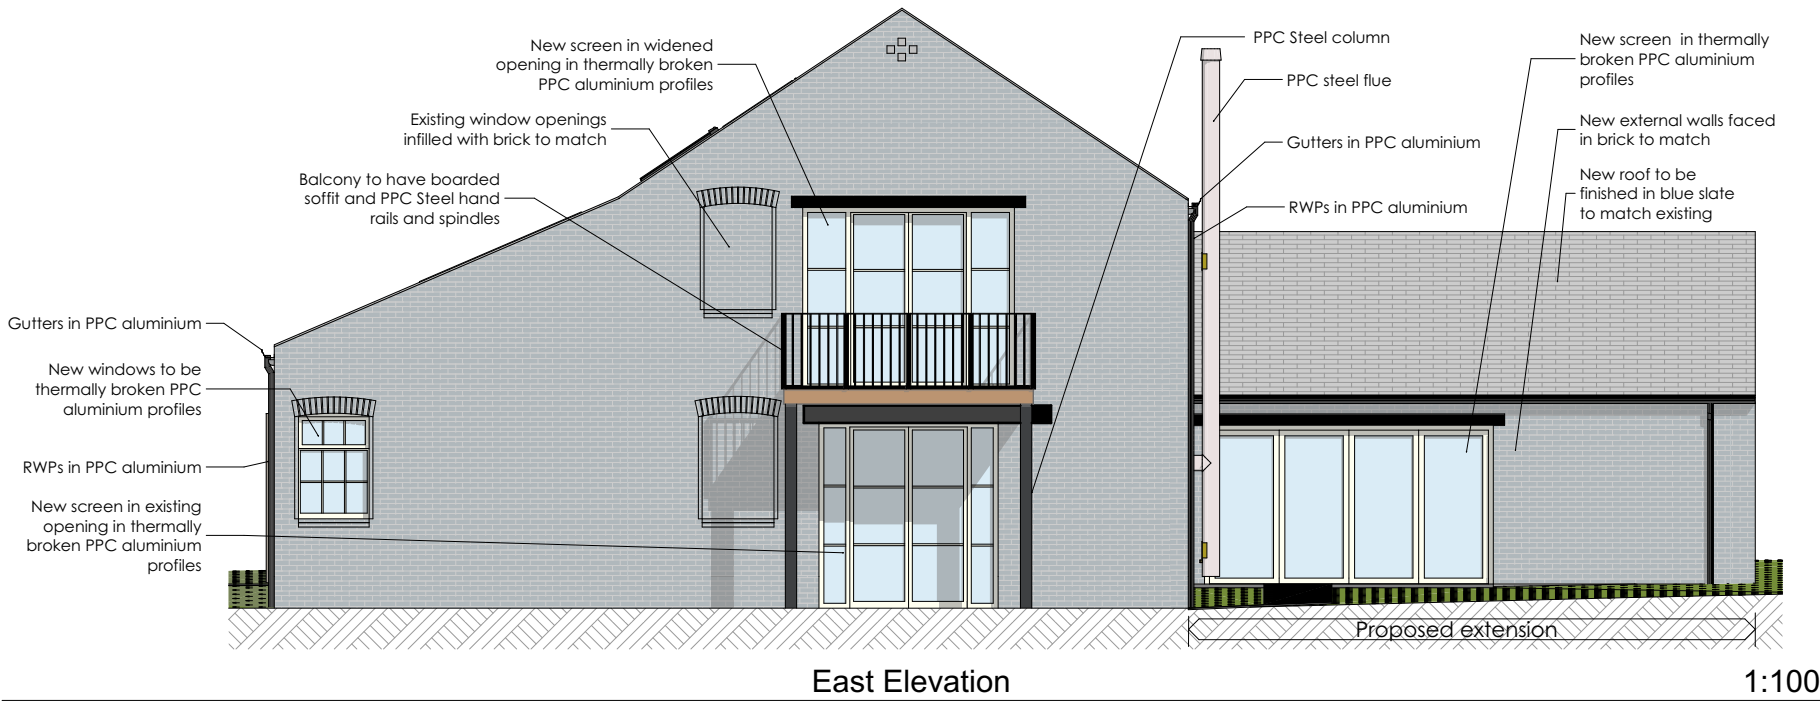 New screen in widened
opening in thermally broken
PPC aluminium profiles
Existing window openings
infilled with brick to match
Balcony to have boarded
soffit and PPC Steel hand
rails and spindles
Gutters in PPC aluminium
New windows to be
thermally broken PPC
aluminium profiles
RWPs in PPC aluminium
New screen in existing
opening in thermally
broken PPC aluminium
profiles
PPC Steel column
PPC steel flue
Gutters in PPC aluminium
RWPs in PPC aluminium
New screen in thermally
broken PPC aluminium
profiles
New external walls faced
in brick to match
New roof to be
finished in blue slate
to match existing
Proposed extension
East Elevation
1:100